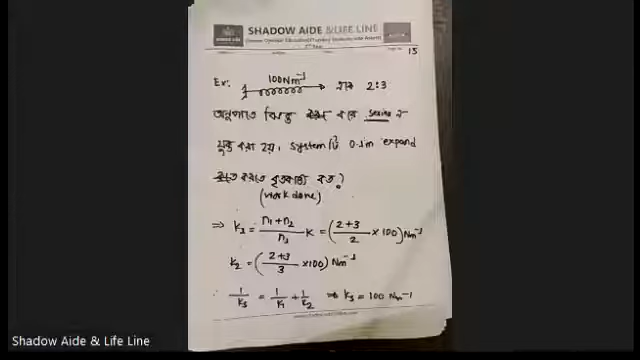 SHADOW AIDE & LIFE LINE
15
Ex: 100Nm⁻¹ 2:3
অনুপাতে বিভক্ত করে series এ
যুক্ত করা হয়। system টি 0.1m expand
করতে কৃতকার্য কত?
(work done)
⇒ K₁ = (n₁+n₂)/n₁ K = (2+3/2 × 100) Nm⁻¹
K₂ = (2+3/3 × 100) Nm⁻¹
∴ 1/Ks = 1/K₁ + 1/K₂ ⇒ Ks = 100 Nm⁻¹
Shadow Aide & Life Line